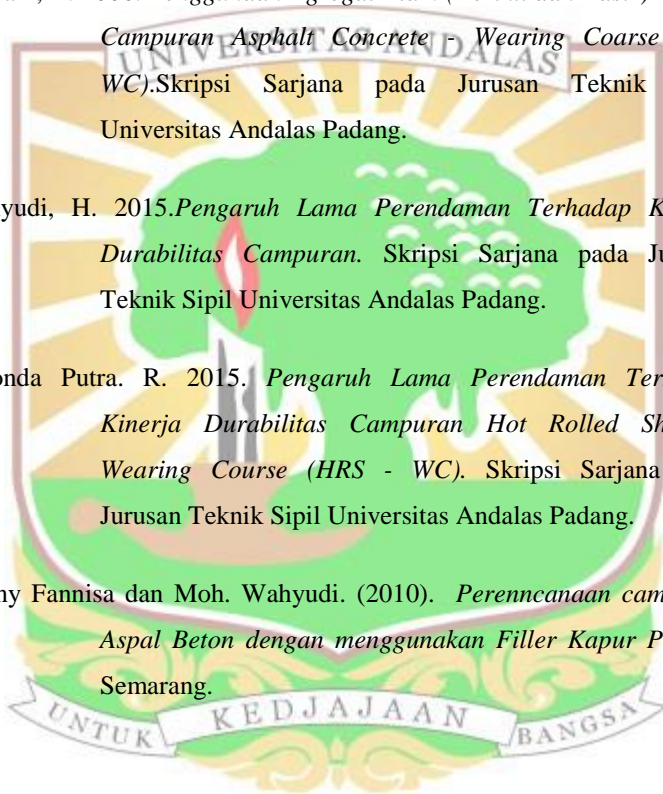 Campuran Asphalt Concrete - Wearing Coarse
WC).Skripsi Sarjana pada Jurusan Teknik
Universitas Andalas Padang.
yudi, H. 2015.Pengaruh Lama Perendaman Terhadap K
Durabilitas Campuran. Skripsi Sarjana pada Ju
Teknik Sipil Universitas Andalas Padang.
onda Putra. R. 2015. Pengaruh Lama Perendaman Ter
Kinerja Durabilitas Campuran Hot Rolled Sh
Wearing Course (HRS - WC). Skripsi Sarjana
Jurusan Teknik Sipil Universitas Andalas Padang.
ny Fannisa dan Moh. Wahyudi. (2010). Perenncanaan cam
Aspal Beton dengan menggunakan Filler Kapur P
Semarang.
UNIVERSITAS ANDALAS
UNTUK KEDJAJAAN BANGSA